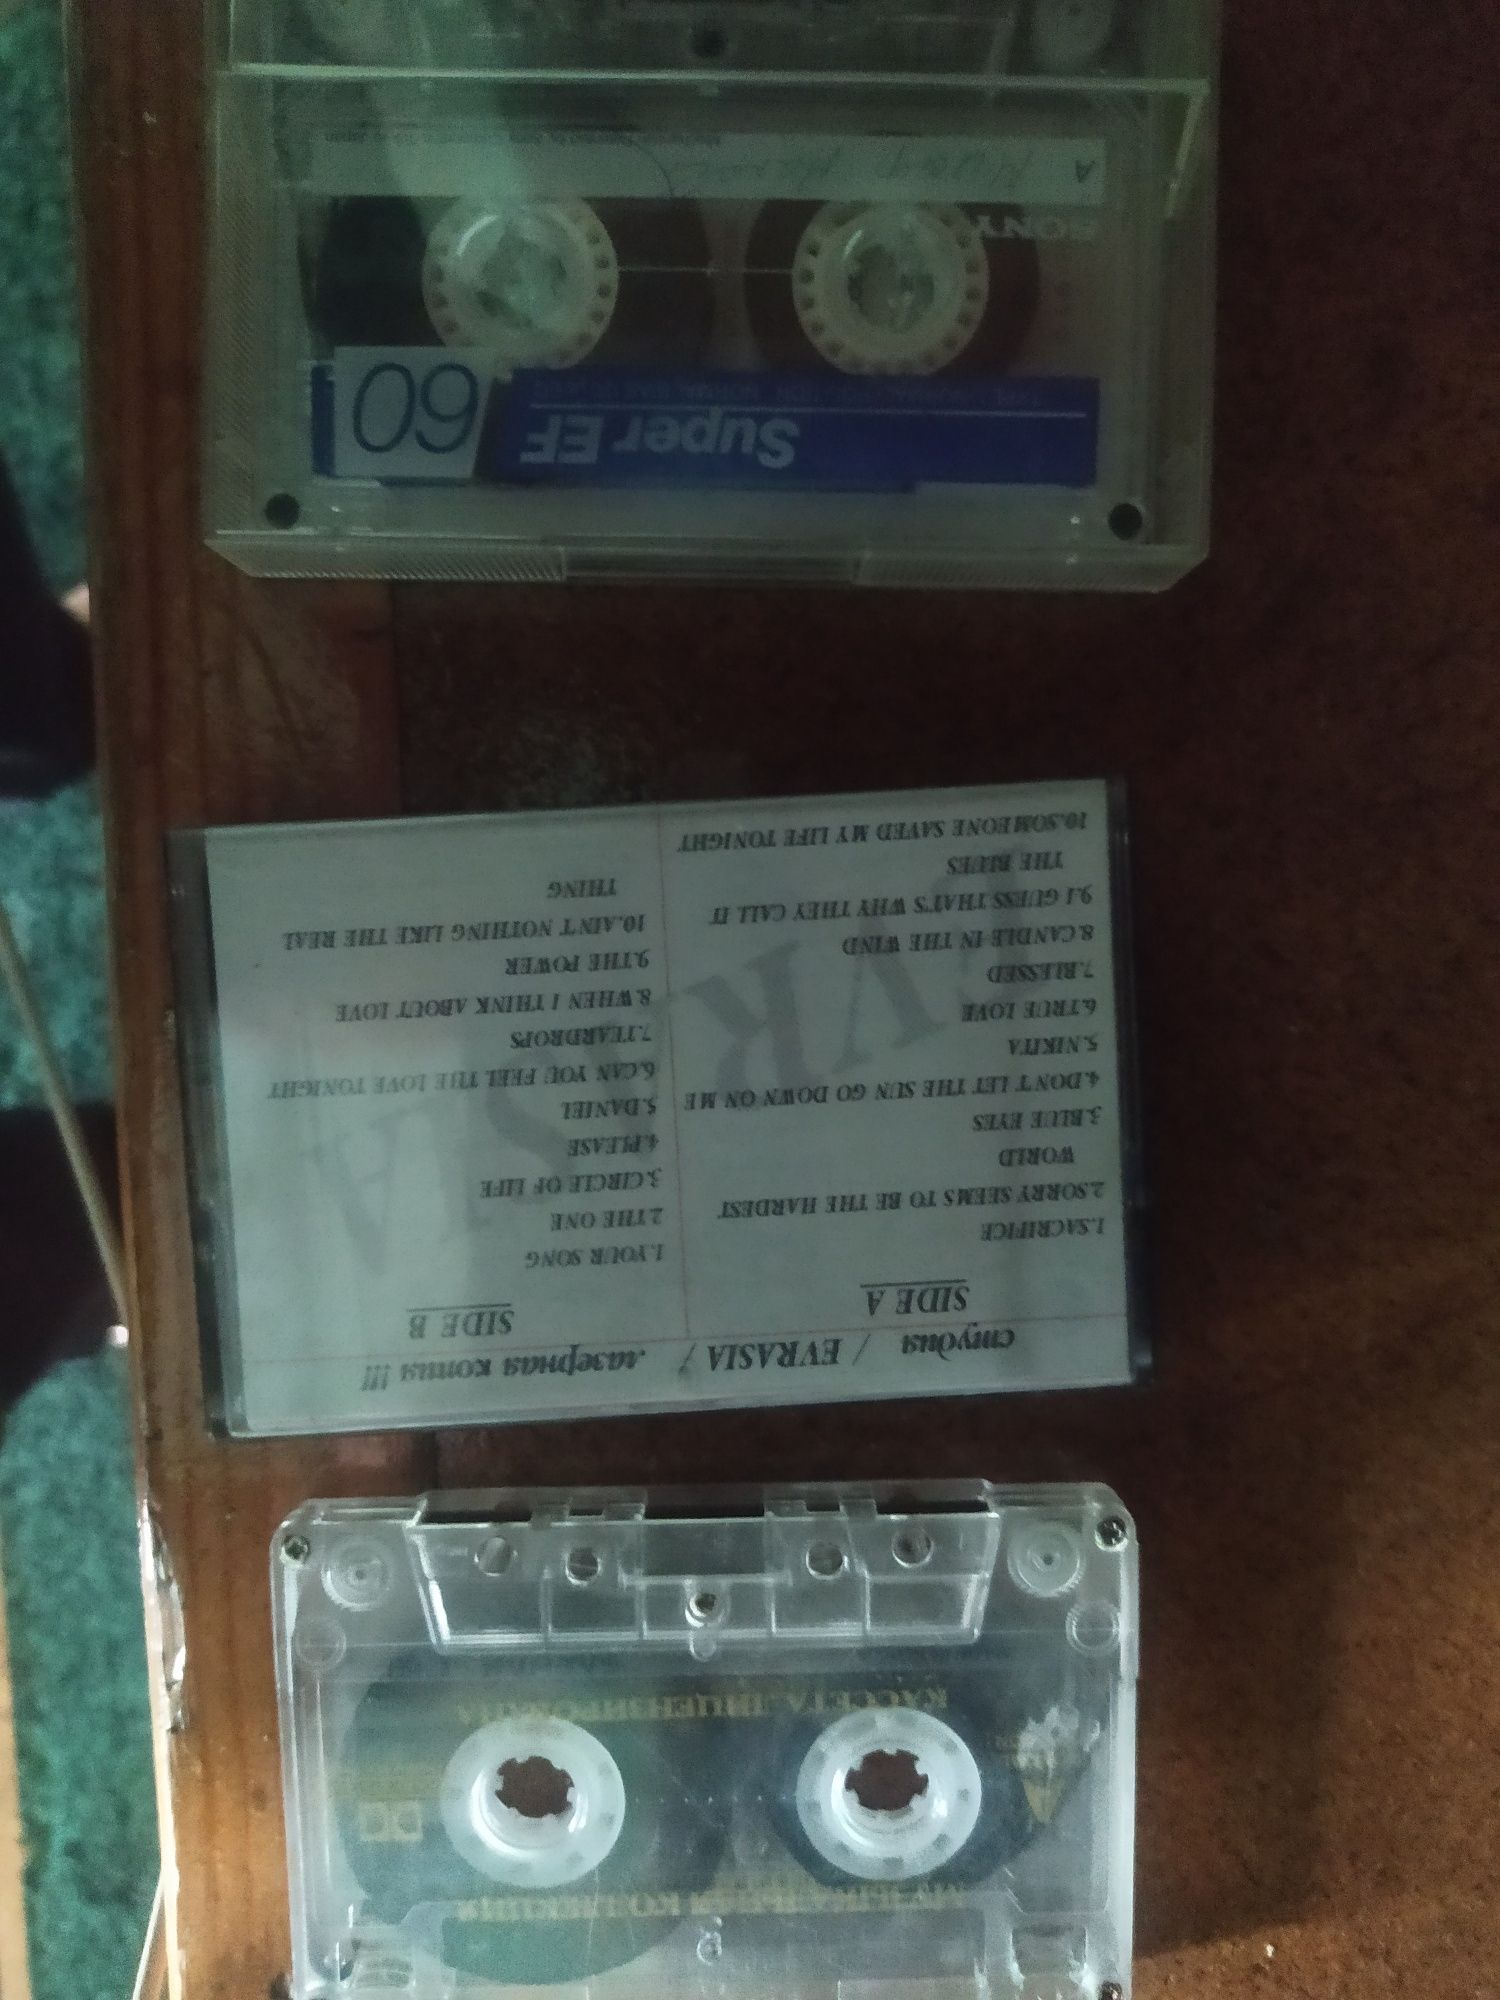 студия / EVRASIA / лазерная копия !!!
SIDE A
1.SACRIFICE
2.SORRY SEEMS TO BE THE HARDEST
WORLD
3.BLUE EYES
4.DON'T LET THE SUN GO DOWN ON ME
5.NIKITA
6.TRUE LOVE
7.BLESSED
8.CANDLE IN THE WIND
9.I GUESS THAT'S WHY THEY CALL IT
THE BLUES
10.SOMEONE SAVED MY LIFE TONIGHT
SIDE B
1.YOUR SONG
2.THE ONE
3.CIRCLE OF LIFE
4.PLEASE
5.DANIEL
6.CAN YOU FEEL THE LOVE TONIGHT
7.TEARDROPS
8.WHEN I THINK ABOUT LOVE
9.THE POWER
10.AIN'T NOTHING LIKE THE REAL
THING
EVRASIA
Super EF
60
SONY
A
МУЗЫКАЛЬНАЯ КОЛЛЕКЦИЯ
КАССЕТА ЛИЦЕНЗИРОВАНА